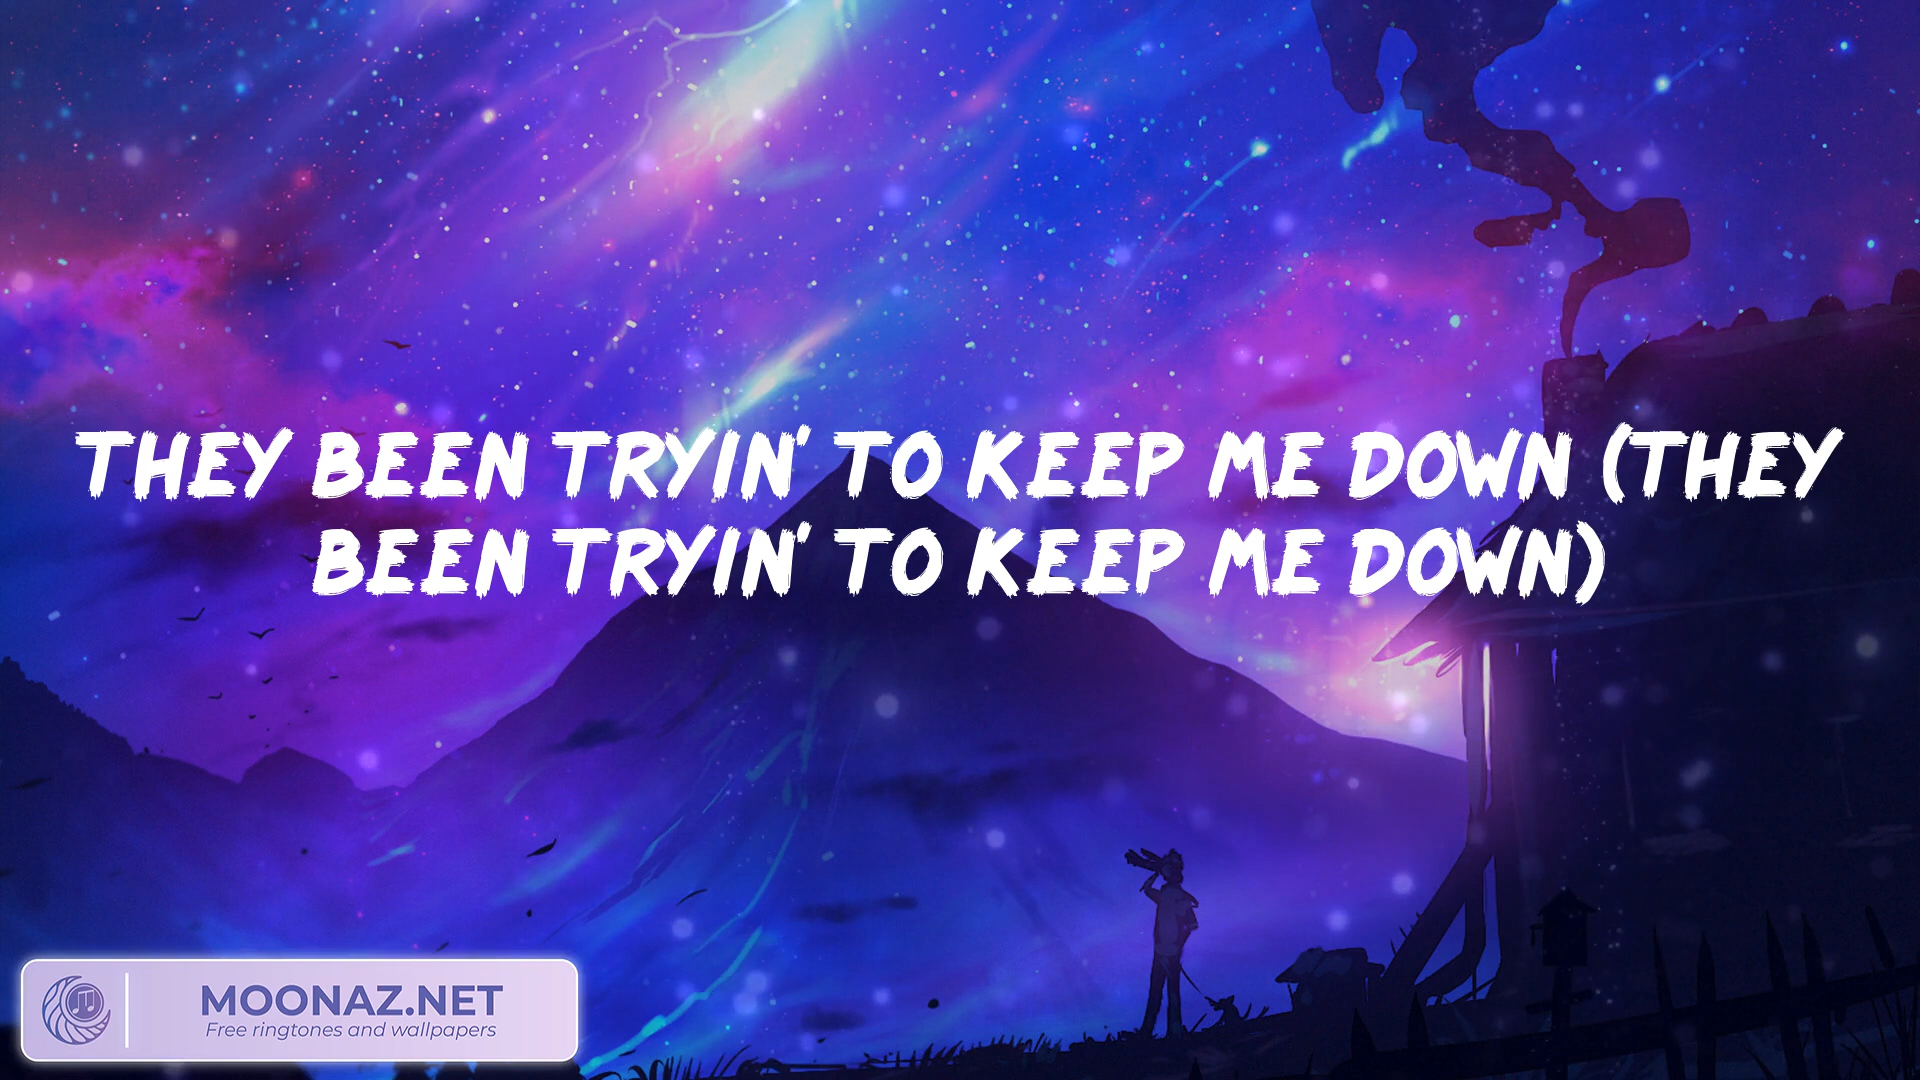 THEY BEEN TRYIN' TO KEEP ME DOWN (THEY
BEEN TRYIN' TO KEEP ME DOWN)
MOONAZ.NET
Free ringtones and wallpapers